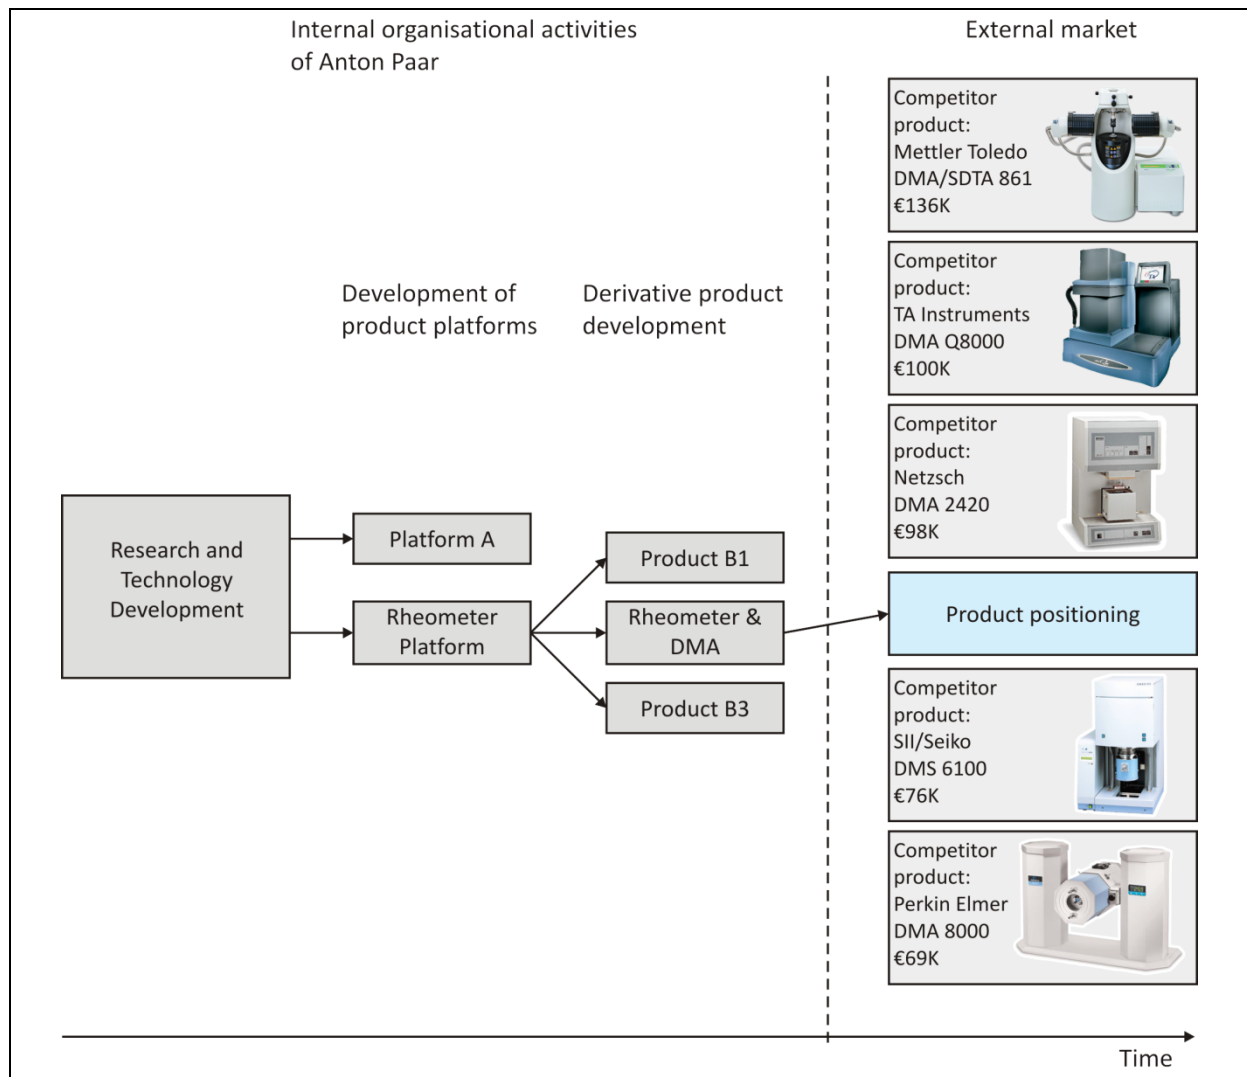 Internal organisational activities
of Anton Paar
External market
Competitor
product:
Mettler Toledo
DMA/SDTA 861
€136K
Development of
product platforms
Derivative product
development
Competitor
product:
TA Instruments
DMA Q8000
€100K
Competitor
product:
Netzsch
DMA 2420
€98K
Research and
Technology
Development
Platform A
Rheometer
Platform
Product B1
Rheometer &
DMA
Product B3
Product positioning
Competitor
product:
SII/Seiko
DMS 6100
€76K
Competitor
product:
Perkin Elmer
DMA 8000
€69K
Time